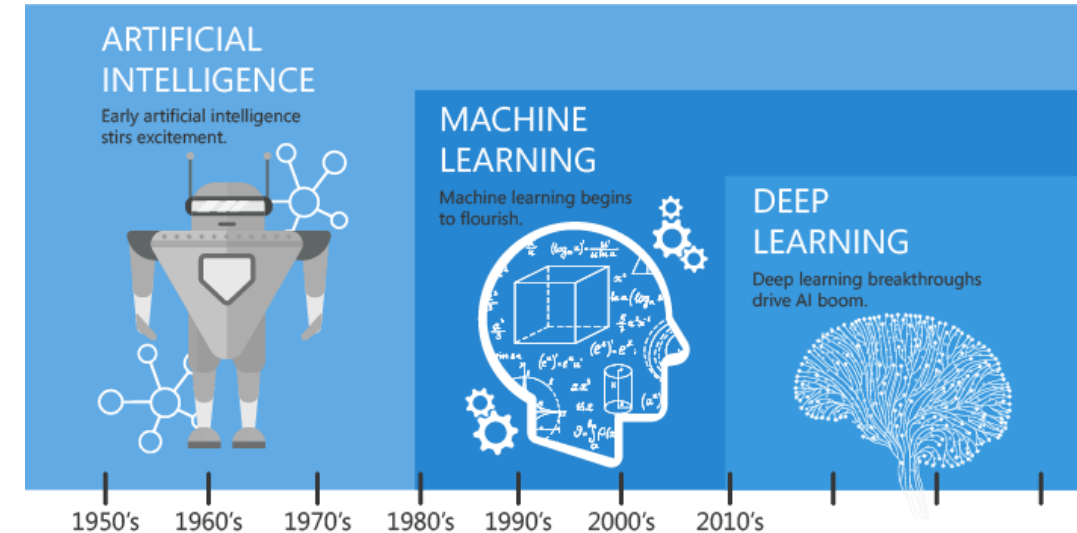 ARTIFICIAL
INTELLIGENCE
Early artificial intelligence
stirs excitement.
MACHINE
LEARNING
Machine learning begins
to flourish.
DEEP
LEARNING
Deep learning breakthroughs
drive AI boom.
1950's 1960's 1970's 1980's 1990's 2000's 2010's